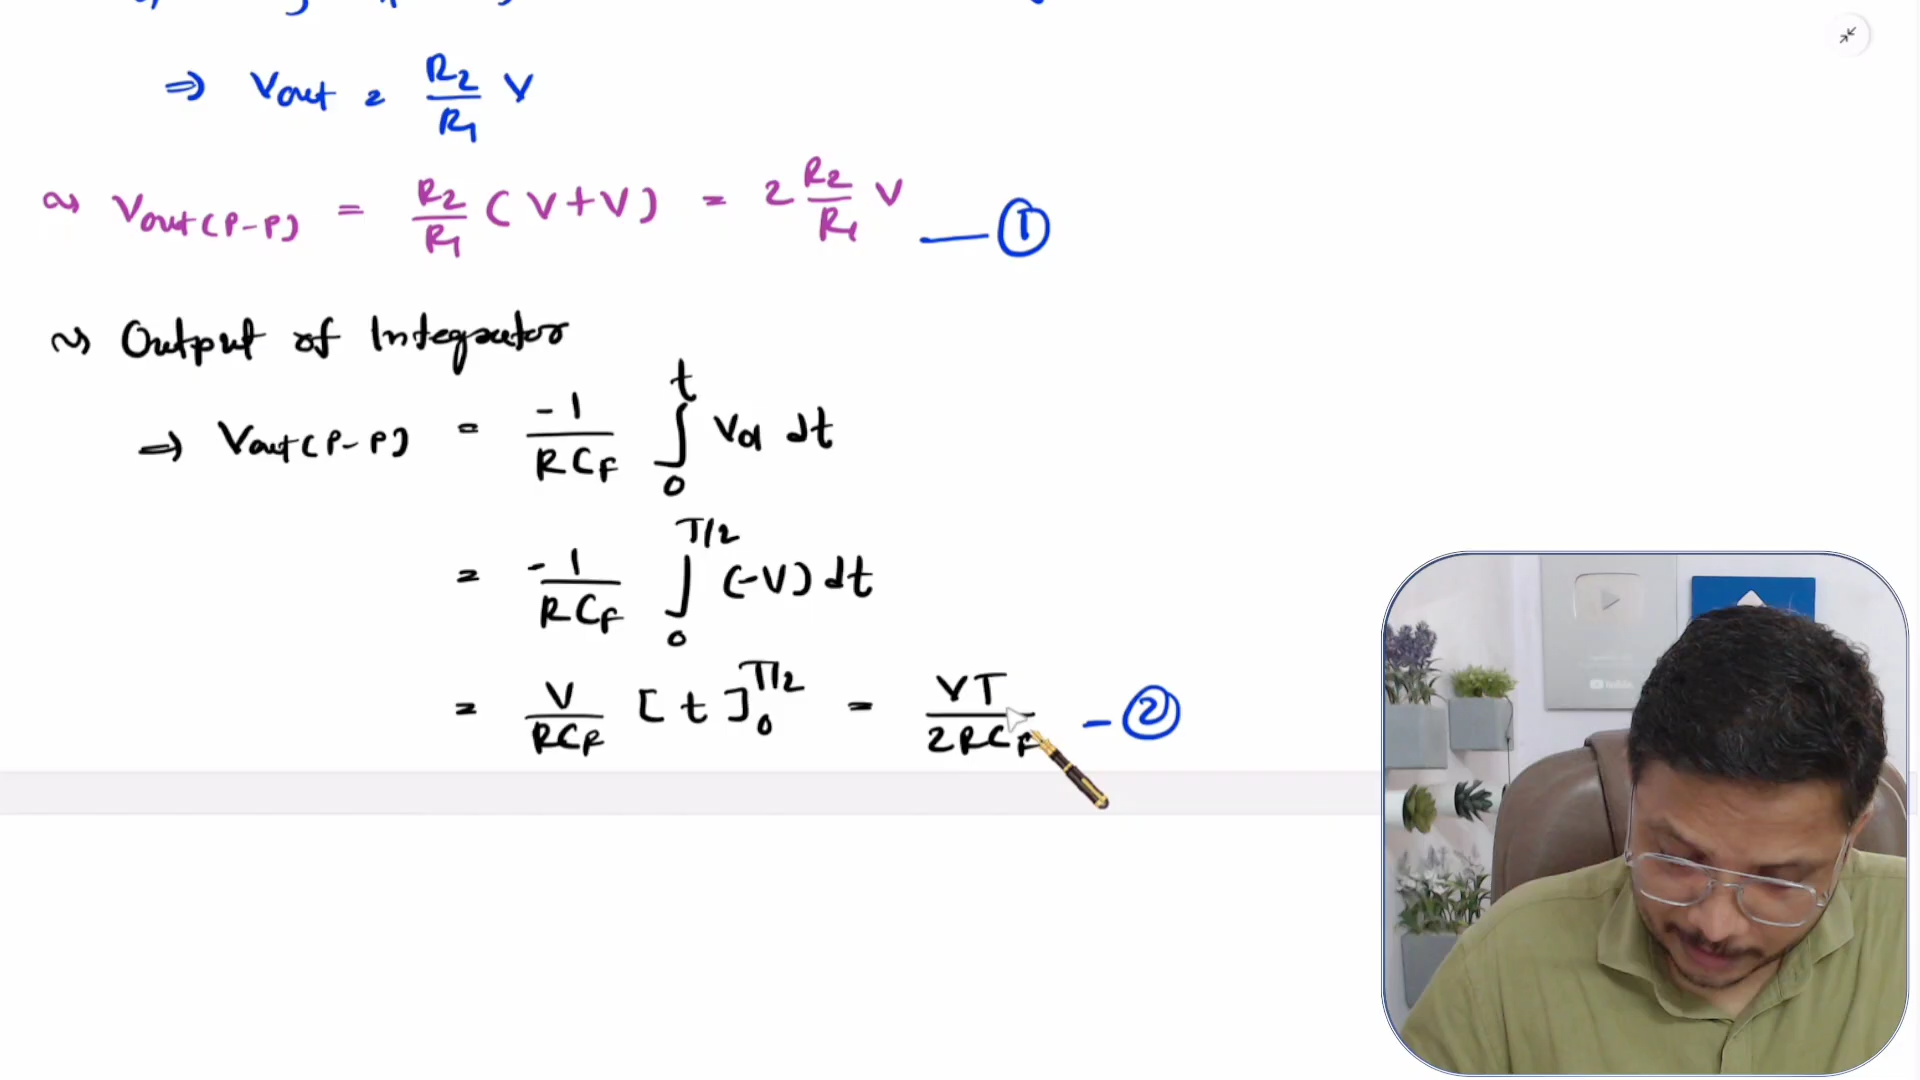 ⇒ Vout = R2/R1 V
~> Vout(P-P) = R2/R1 (V+V) = 2 R2/R1 V — ①
~> Output of Integrator
⇒ Vout(P-P) = -1/RCF ∫₀ᵗ Vo1 dt
= -1/RCF ∫₀^T/2 (-V) dt
= V/RCF [t]₀^T/2 = VT/2RCF - ②